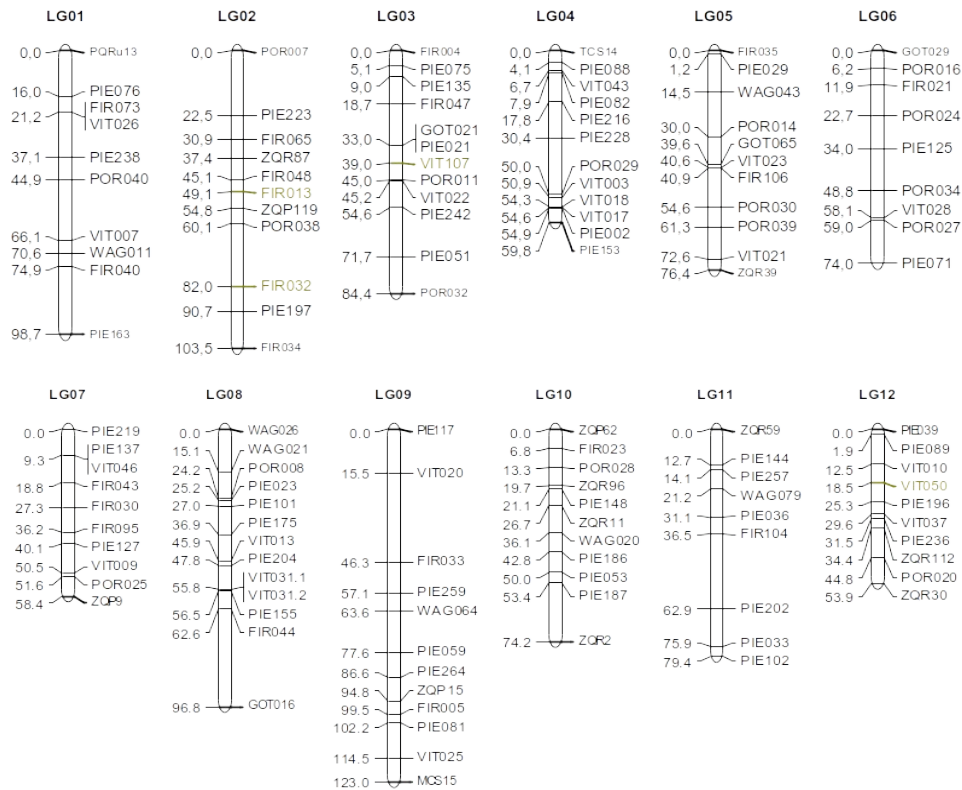 LG01
0,0 PQRu13
16,0 PIE076
21,2 FIR073
VIT026
37,1 PIE238
44,9 POR040
66,1 VIT007
70,6 WAG011
74,9 FIR040
98,7 PIE163
LG02
0,0 POR007
22,5 PIE223
30,9 FIR065
37,4 ZQR87
45,1 FIR048
49,1 FIR013
54,8 ZQP119
60,1 POR038
82,0 FIR032
90,7 PIE197
103,5 FIR034
LG03
0,0 FIR004
5,1 PIE075
9,0 PIE135
18,7 FIR047
33,0 GOT021
PIE021
39,0 VIT107
45,0 POR011
45,2 VIT022
54,6 PIE242
71,7 PIE051
84,4 POR032
LG04
0,0 TCS14
4,1 PIE088
6,7 VIT043
7,9 PIE082
17,8 PIE216
30,4 PIE228
50,0 POR029
50,9 VIT003
54,3 VIT018
54,6 VIT017
54,9 PIE002
59,8 PIE153
LG05
0,0 FIR035
1,2 PIE029
14,5 WAG043
30,0 POR014
39,6 GOT065
40,6 VIT023
40,9 FIR106
54,6 POR030
61,3 POR039
72,6 VIT021
76,4 ZQR39
LG06
0,0 GOT029
6,2 POR016
11,9 FIR021
22,7 POR024
34,0 PIE125
48,8 POR034
58,1 VIT028
59,0 POR027
74,0 PIE071
LG07
0.0 PIE219
9.3 PIE137
VIT046
18.8 FIR043
27.3 FIR030
36.2 FIR095
40.1 PIE127
50.5 VIT009
51.6 POR025
58.4 ZQP9
LG08
0.0 WAG026
15.1 WAG021
24.2 POR008
25.2 PIE023
27.0 PIE101
36.9 PIE175
45.9 VIT013
47.8 PIE204
55.8 VIT031.1
VIT031.2
56.5 PIE155
62.6 FIR044
96.8 GOT016
LG09
0.0 PIE117
15.5 VIT020
46.3 FIR033
57.1 PIE259
63.6 WAG064
77.6 PIE059
86.6 PIE264
94.8 ZQP15
99.5 FIR005
102.2 PIE081
114.5 VIT025
123.0 MCS15
LG10
0.0 ZQP62
6.8 FIR023
13.3 POR028
19.7 ZQR96
21.1 PIE148
26.7 ZQR11
36.1 WAG020
42.8 PIE186
50.0 PIE053
53.4 PIE187
74.2 ZQR2
LG11
0.0 ZQR59
12.7 PIE144
14.1 PIE257
21.2 WAG079
31.1 PIE036
36.5 FIR104
62.9 PIE202
75.9 PIE033
79.4 PIE102
LG12
0.0 PIE039
1.9 PIE089
12.5 VIT010
18.5 VIT050
25.3 PIE196
29.6 VIT037
31.5 PIE236
34.4 ZQR112
44.8 POR020
53.9 ZQR30